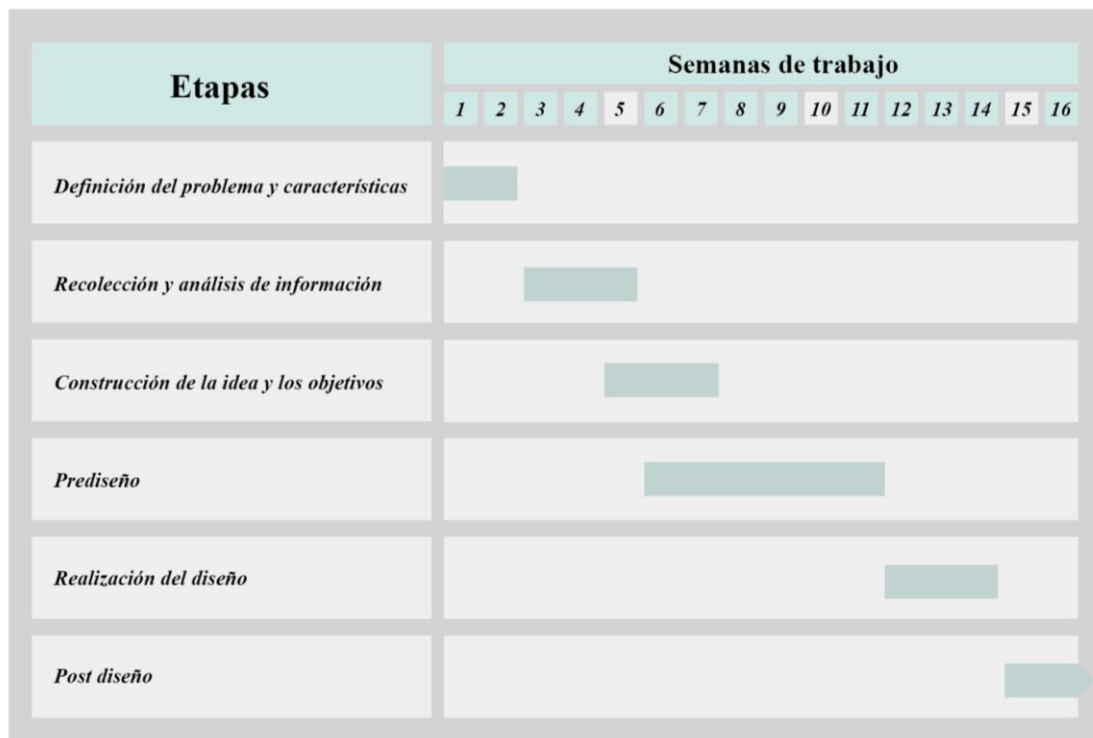 Etapas
Semanas de trabajo
1 2 3 4 5 6 7 8 9 10 11 12 13 14 15 16
Definición del problema y características
Recolección y análisis de información
Construcción de la idea y los objetivos
Prediseño
Realización del diseño
Post diseño